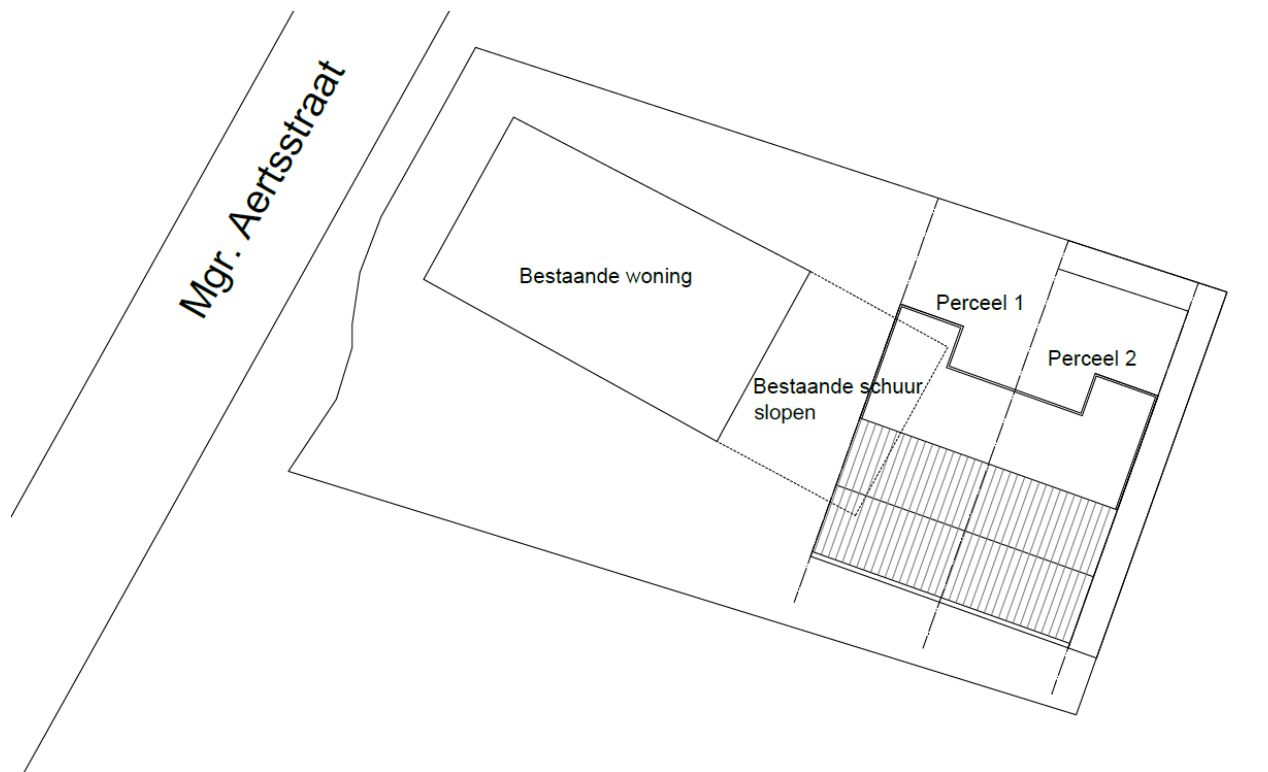 Mgr. Aertsstraat
Bestaande woning
Perceel 1
Perceel 2
Bestaande schuur
slopen